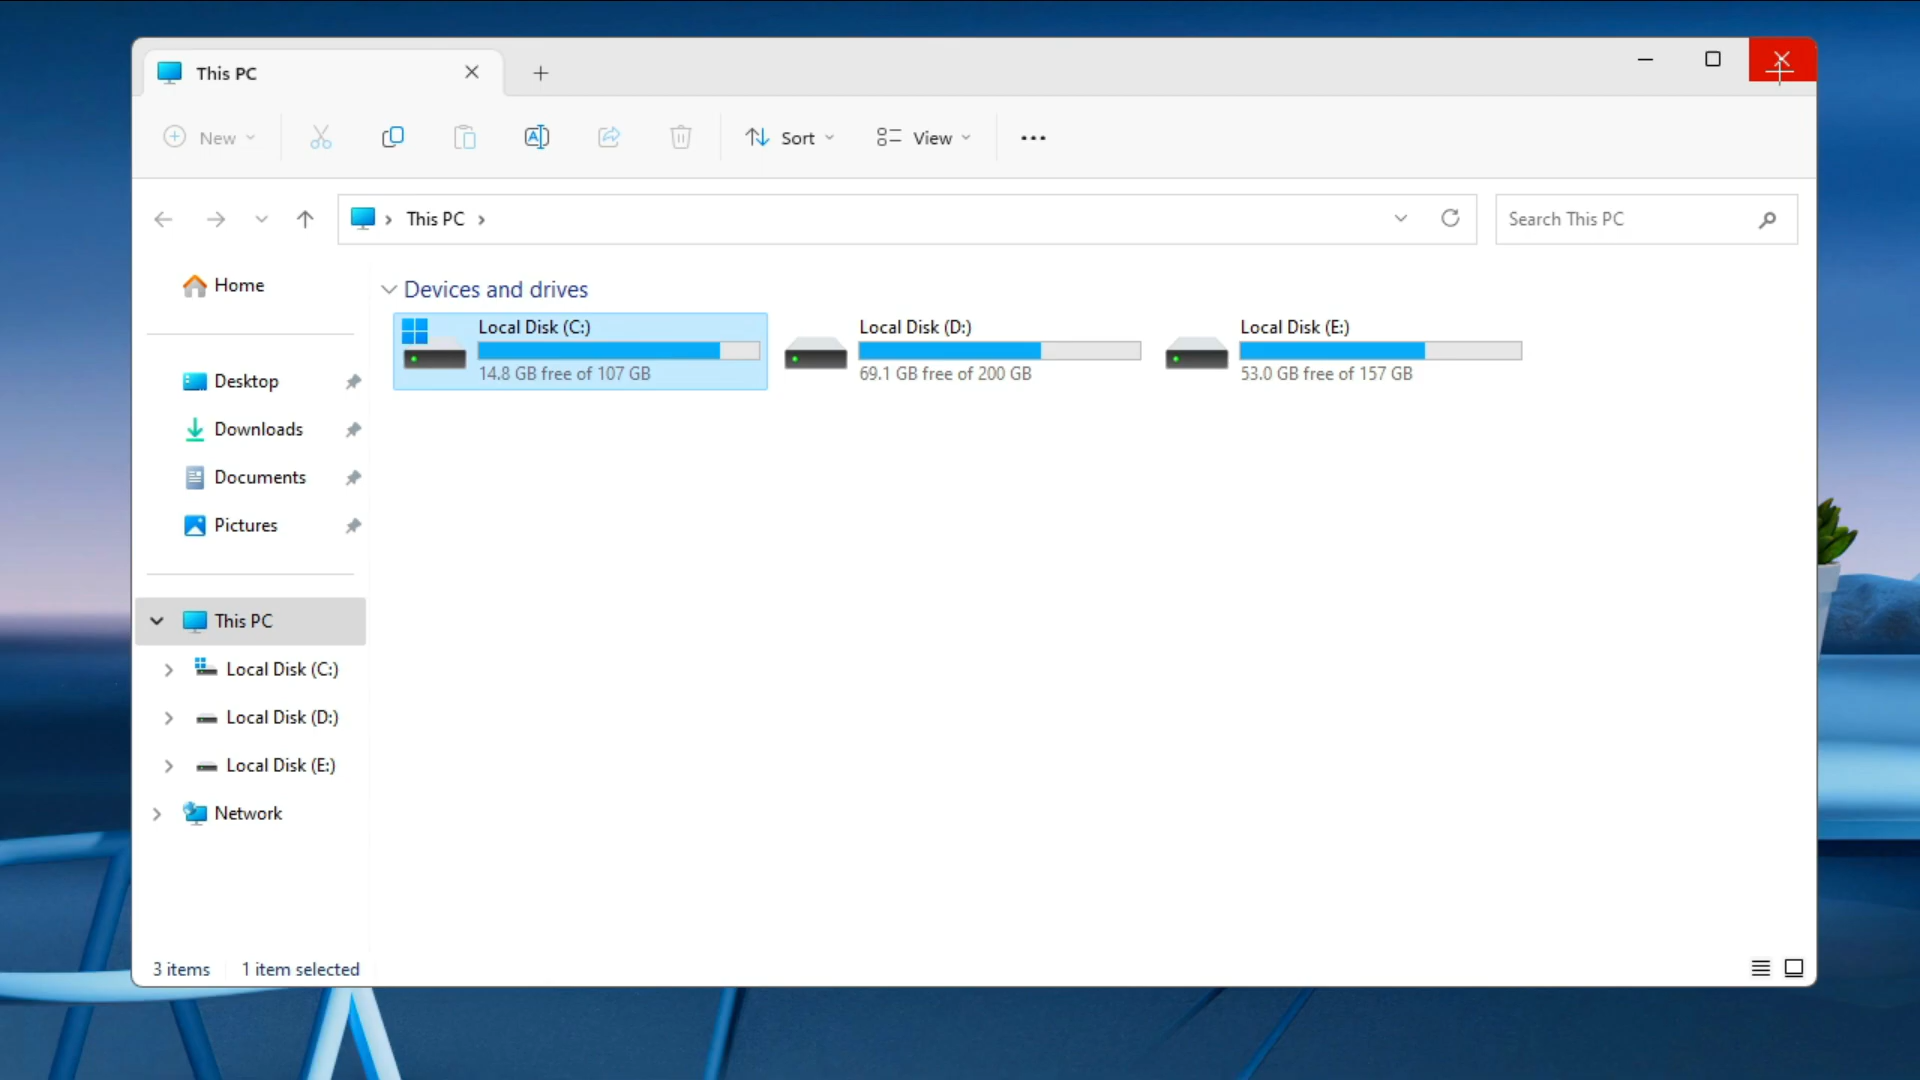 This PC
New
Sort
View
This PC
Search This PC
Home
Desktop
Downloads
Documents
Pictures
This PC
Local Disk (C:)
Local Disk (D:)
Local Disk (E:)
Network
Devices and drives
Local Disk (C:)
14.8 GB free of 107 GB
Local Disk (D:)
69.1 GB free of 200 GB
Local Disk (E:)
53.0 GB free of 157 GB
3 items
1 item selected